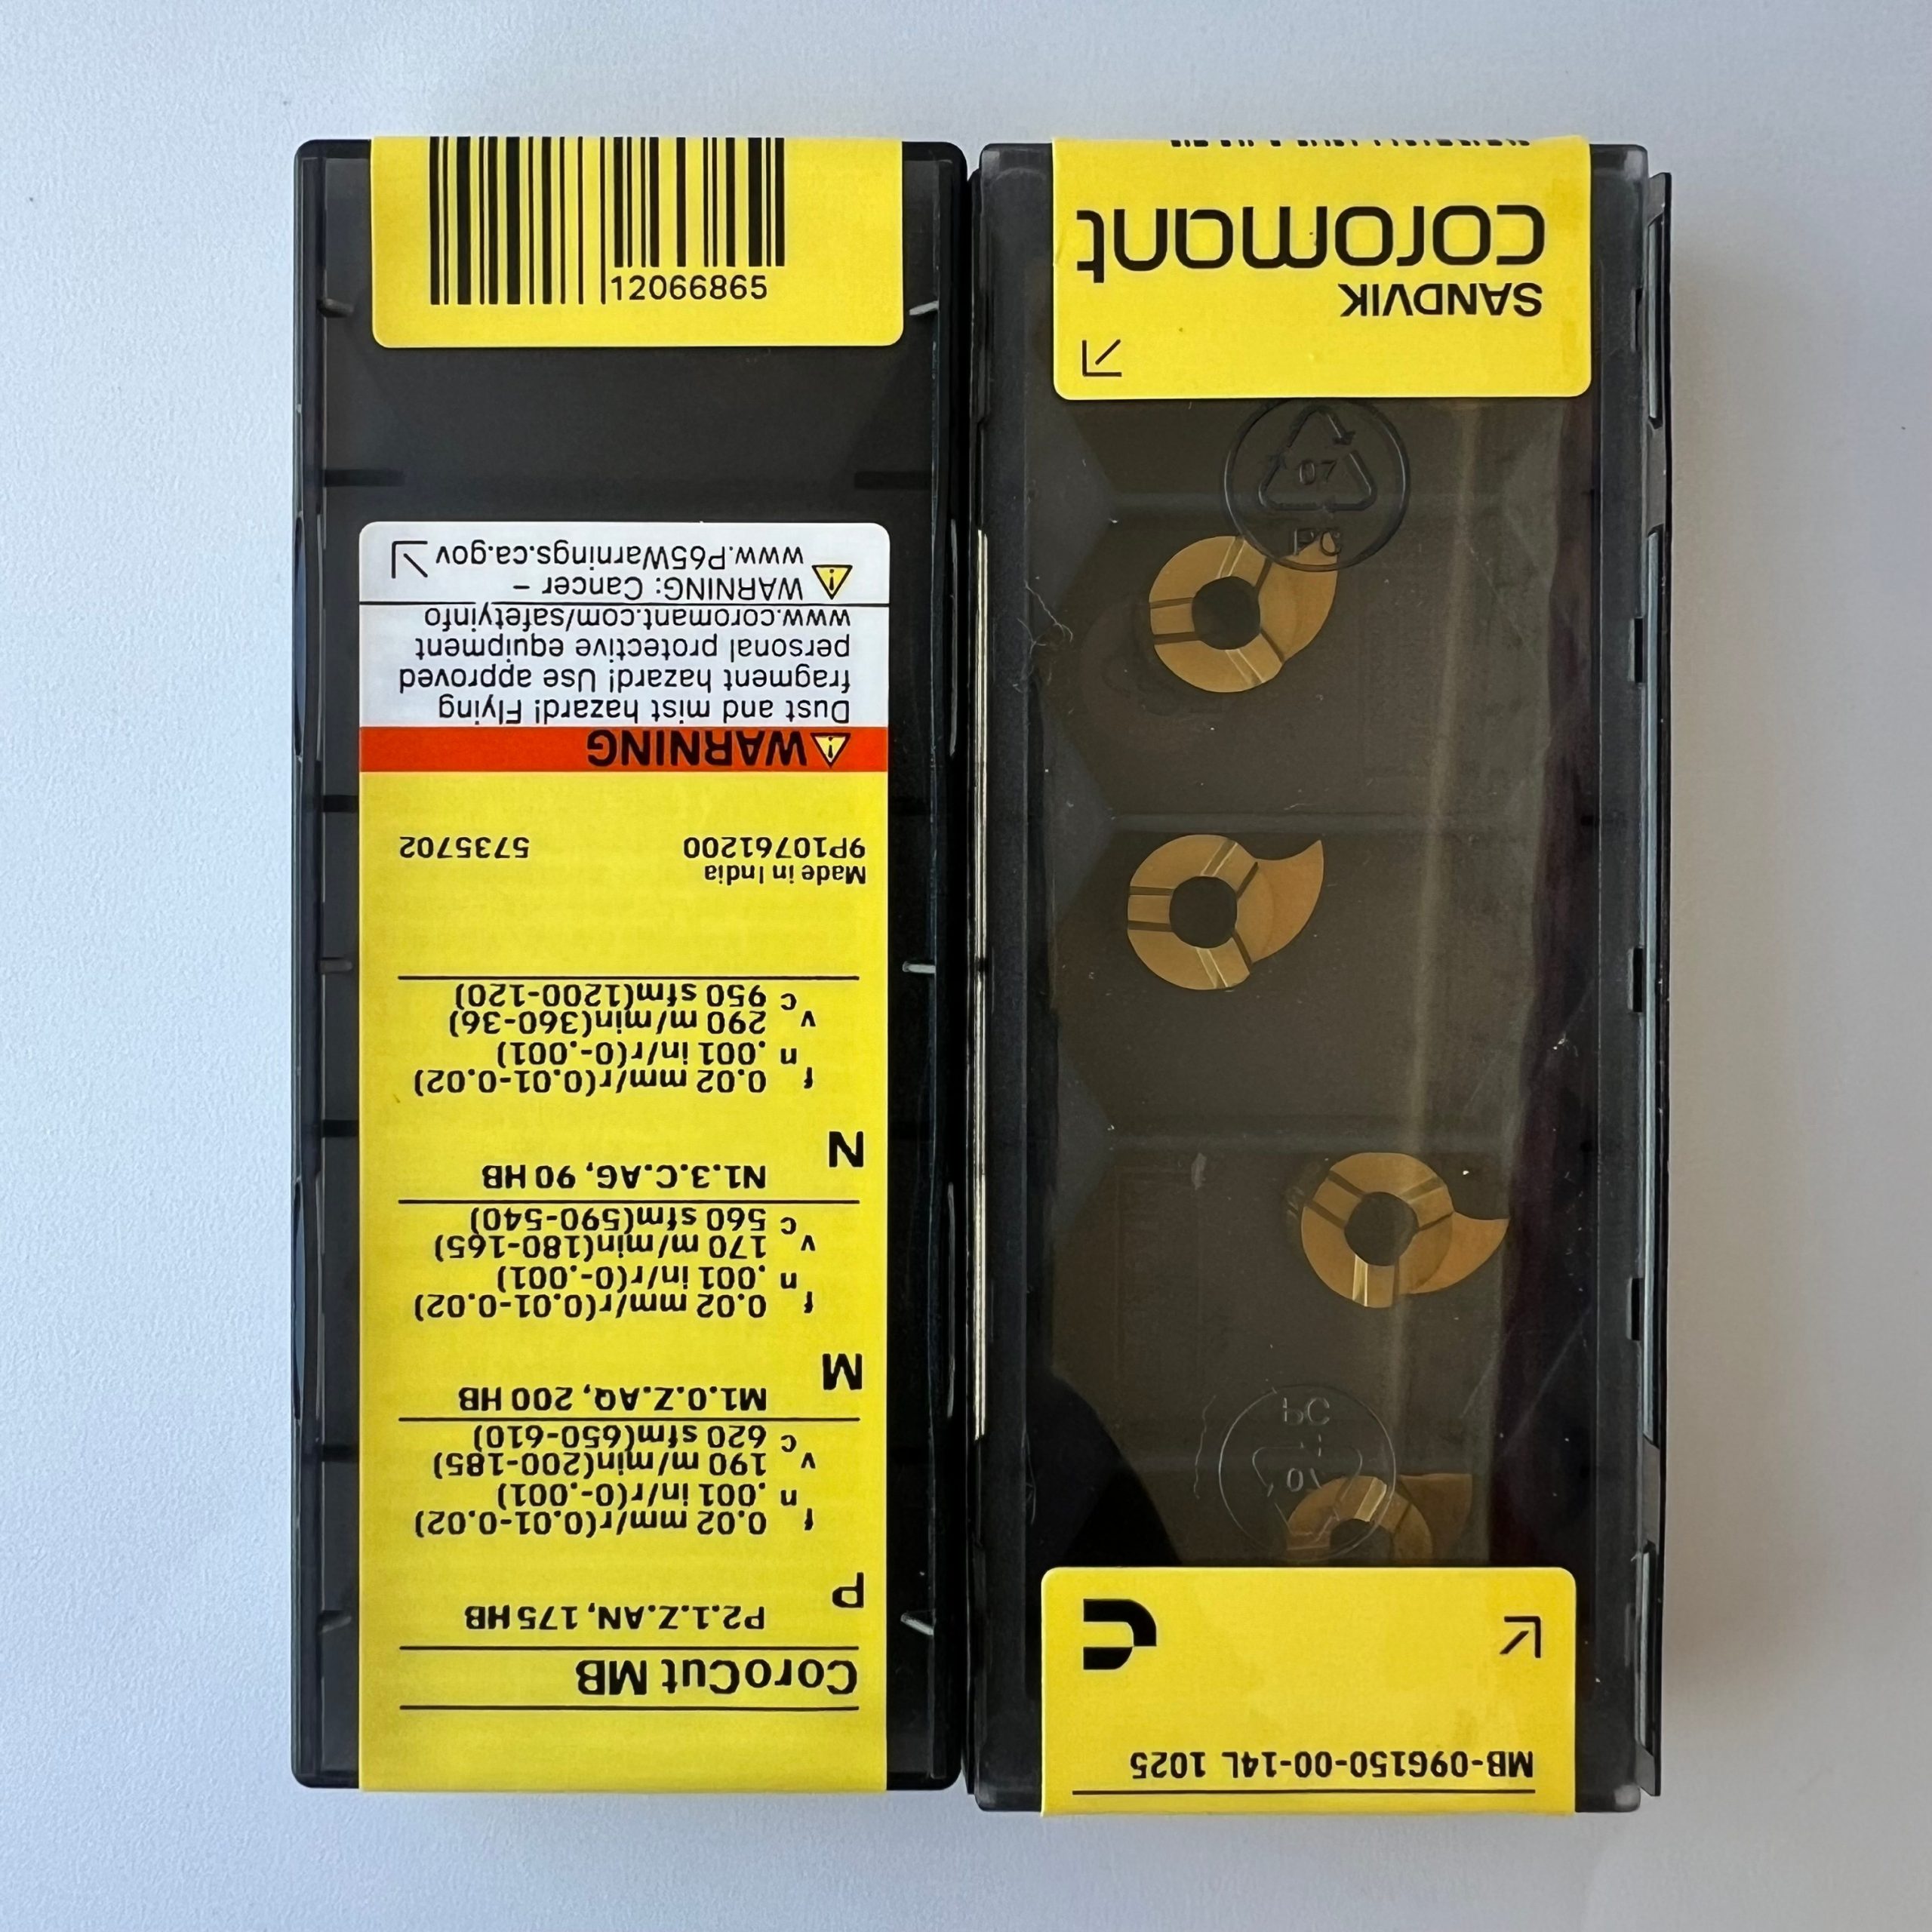 CoroCut MB
P
P2.1.Z.AN, 175 HB
f n 0.02 mm/r(0.01-0.02)
.001 in/r(0-.001)
v c 190 m/min(200-185)
620 sfm(650-610)
M
M1.0.Z.AQ, 200 HB
f n 0.02 mm/r(0.01-0.02)
.001 in/r(0-.001)
v c 170 m/min(180-165)
560 sfm(590-540)
N
N1.3.C.AG, 90 HB
f n 0.02 mm/r(0.01-0.02)
.001 in/r(0-.001)
v c 290 m/min(360-36)
950 sfm(1200-120)
Made in India
9P10761200 5735702
WARNING
Dust and mist hazard! Flying
fragment hazard! Use approved
personal protective equipment
www.coromant.com/safetyinfo
WARNING: Cancer –
www.P65Warnings.ca.gov
12066865
MB-09G150-00-14L 1025
07
PC
07
PC
SANDVIK
coromant